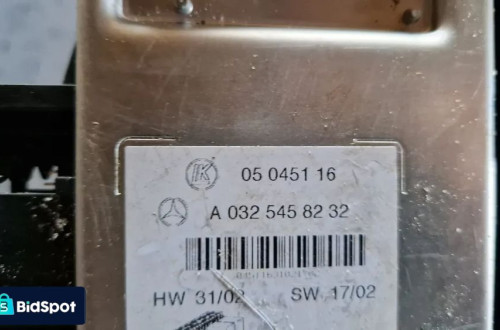 K 05 0451 16
A 032 545 82 32
HW 31/02 SW 17/02
BidSpot